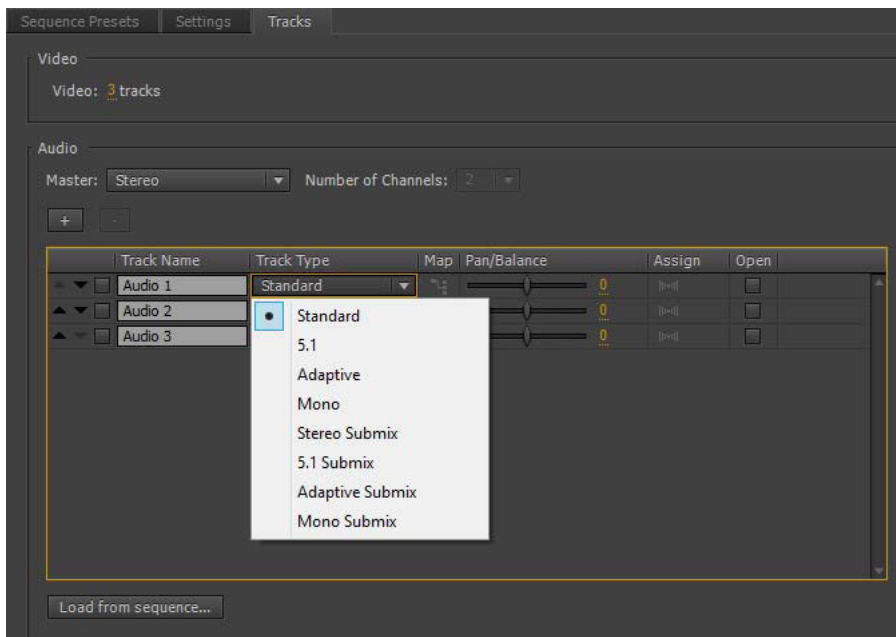 Sequence Presets Settings Tracks
Video
Video: 3 tracks
Audio
Master: Stereo Number of Channels: 2
+ -
Track Name Track Type Map Pan/Balance Assign Open
Audio 1 Standard 0
Audio 2 0
Audio 3 0
Standard
5.1
Adaptive
Mono
Stereo Submix
5.1 Submix
Adaptive Submix
Mono Submix
Load from sequence...